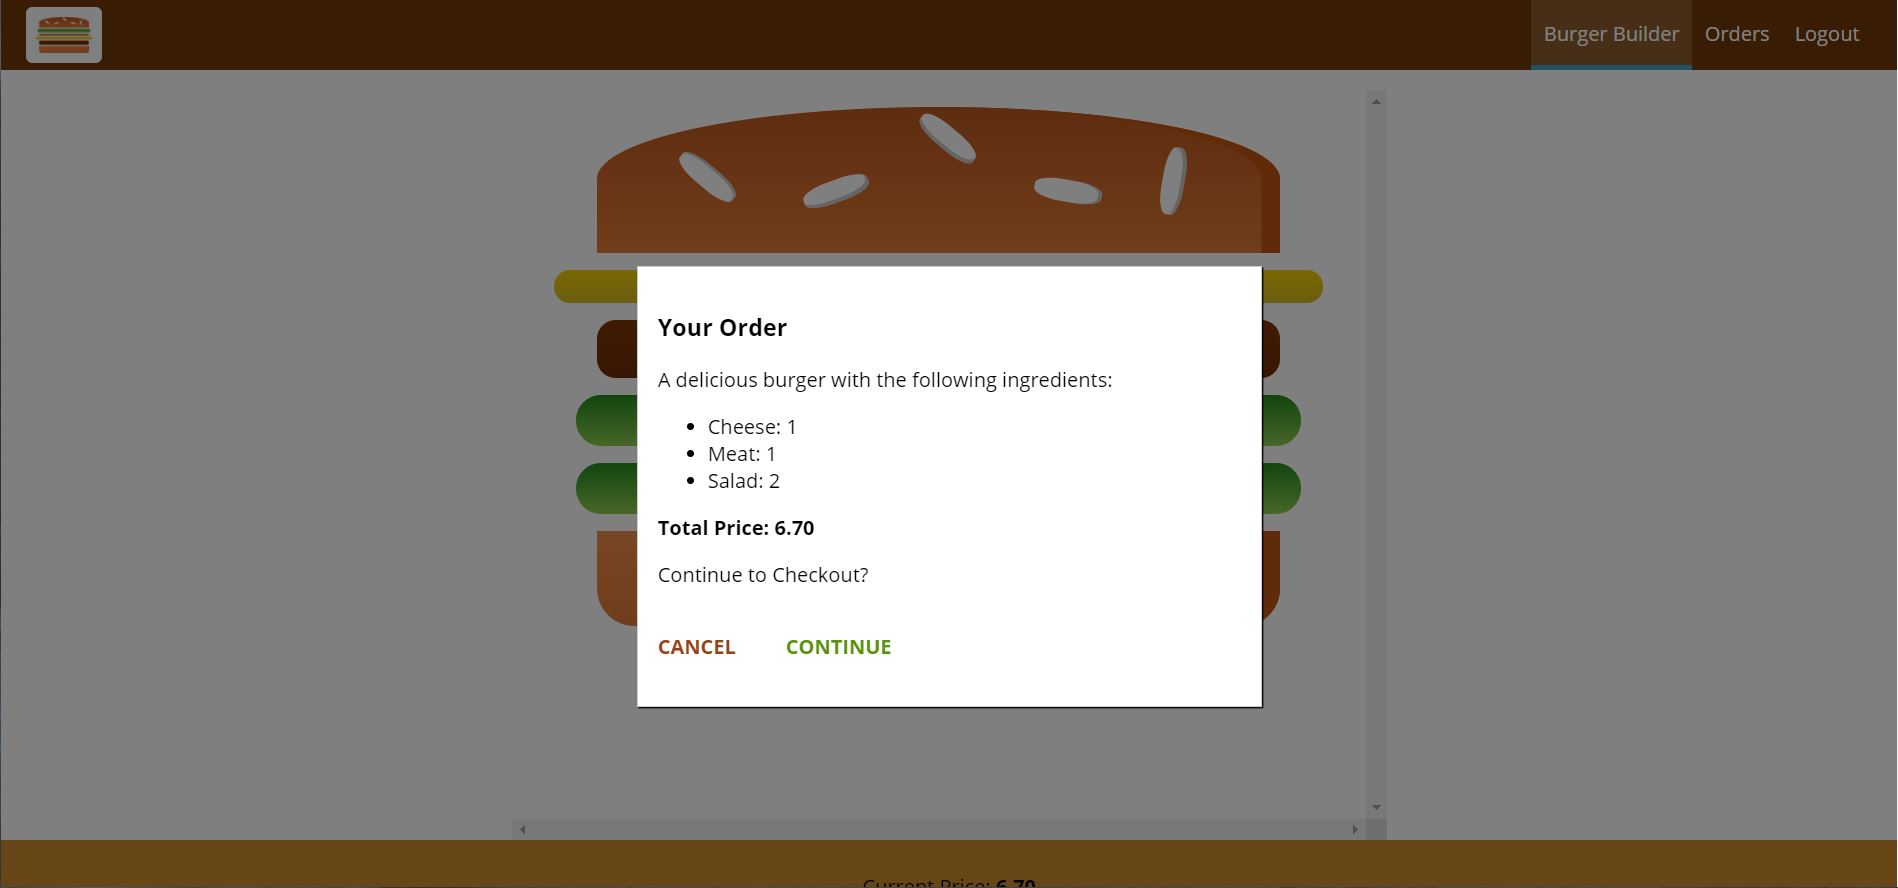 Burger Builder Orders Logout
Your Order
A delicious burger with the following ingredients:
Cheese: 1
Meat: 1
Salad: 2
Total Price: 6.70
Continue to Checkout?
CANCEL CONTINUE
Current Price: 6.70